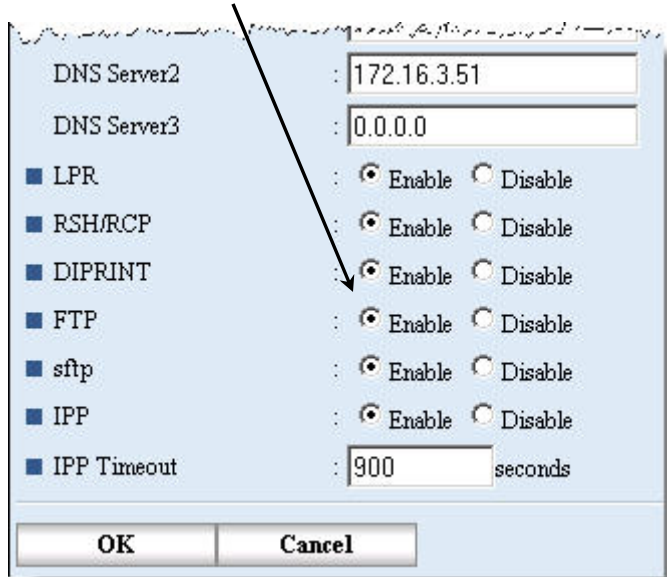 DNS Server2 : 172.16.3.51
DNS Server3 : 0.0.0.0
LPR : Enable Disable
RSH/RCP : Enable Disable
DIPRINT : Enable Disable
FTP : Enable Disable
sftp : Enable Disable
IPP : Enable Disable
IPP Timeout : 900 seconds
OK Cancel